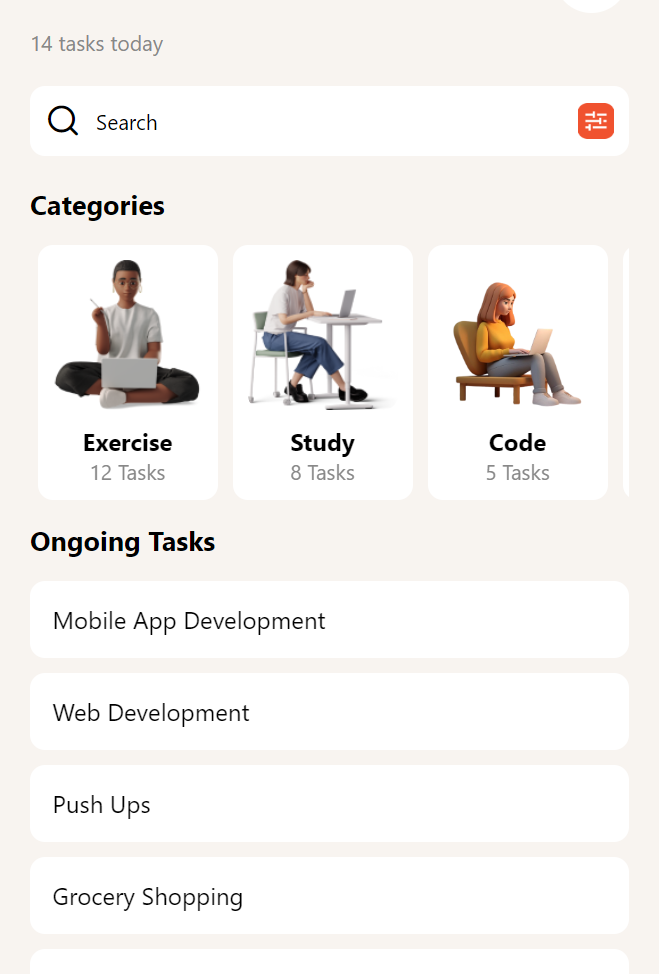 14 tasks today
Search
Categories
Exercise
12 Tasks
Study
8 Tasks
Code
5 Tasks
Ongoing Tasks
Mobile App Development
Web Development
Push Ups
Grocery Shopping